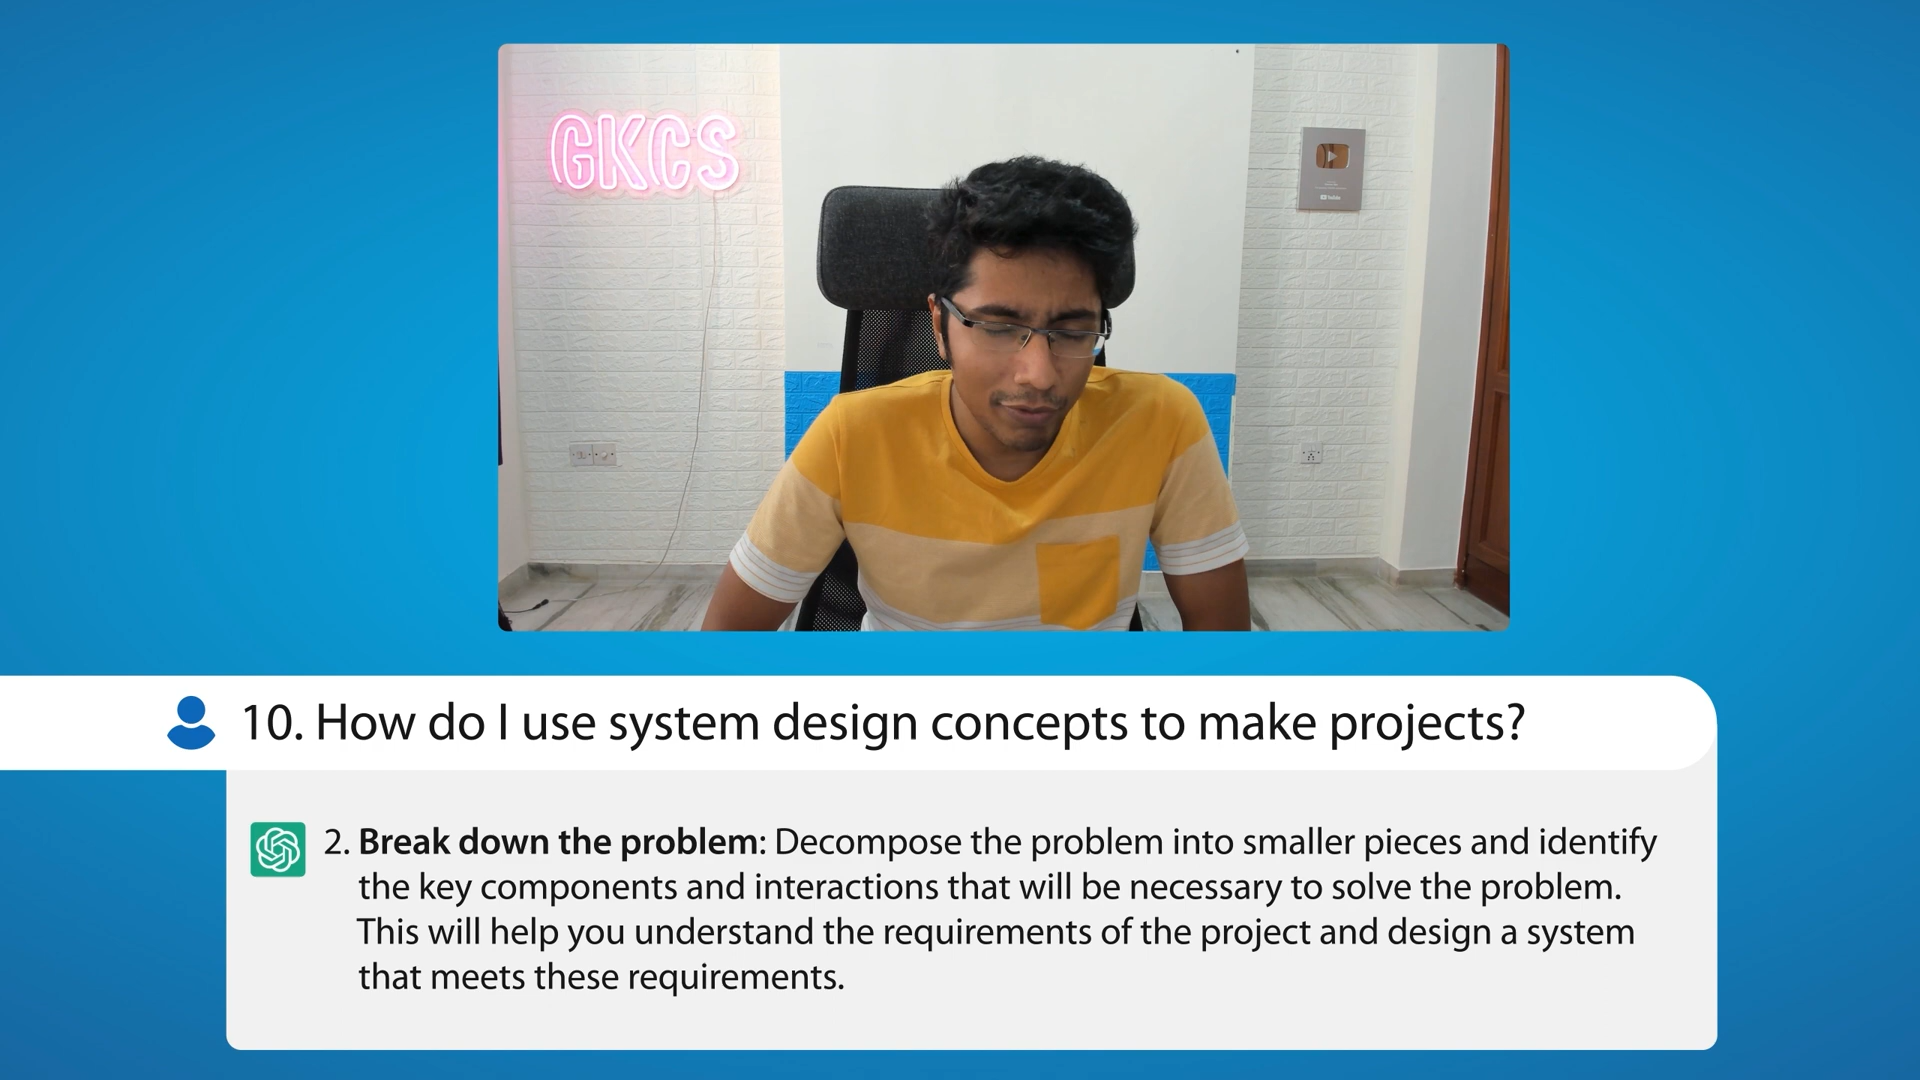 GKCS
YouTube
10. How do I use system design concepts to make projects?
2. Break down the problem: Decompose the problem into smaller pieces and identify
the key components and interactions that will be necessary to solve the problem.
This will help you understand the requirements of the project and design a system
that meets these requirements.